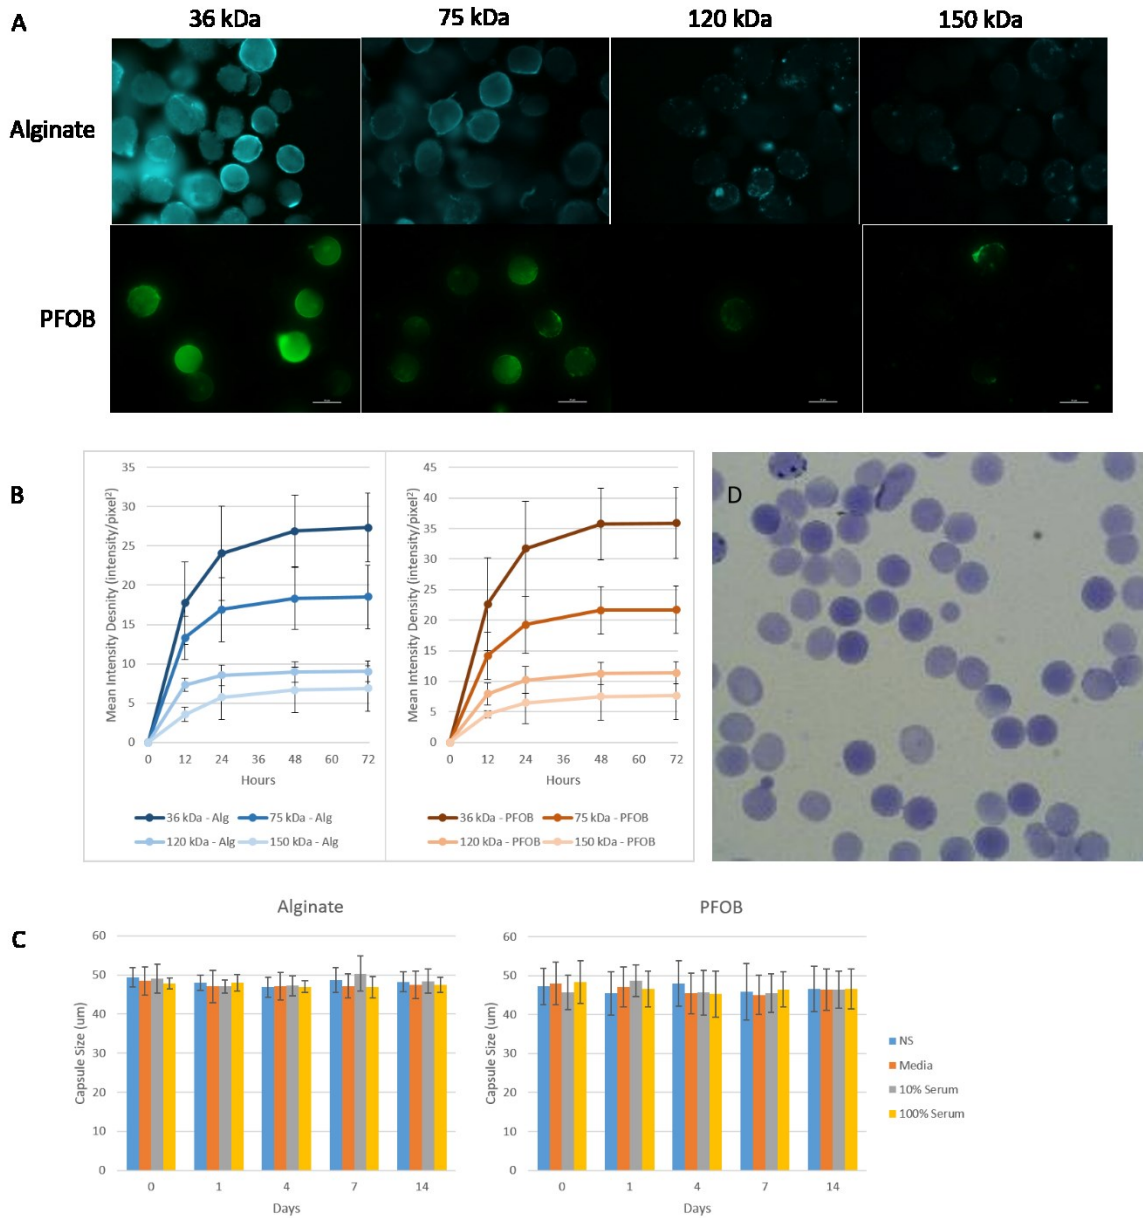 A
36 kDa 75 kDa 120 kDa 150 kDa
Alginate
PFOB
B
Mean Intensity Desnity (intensity/pixel²)
35
30
25
20
15
10
5
0
0 12 24 36 48 60 72
Hours
36 kDa - Alg 75 kDa - Alg
120 kDa - Alg 150 kDa - Alg
Mean Intensity Density (intensity/pixel²)
45
40
35
30
25
20
15
10
5
0
0 12 24 36 48 60 72
Hours
36 kDa - PFOB 75 kDa - PFOB
120 kDa - PFOB 150 kDa - PFOB
D
C
Alginate
Capsule Size (um)
60
50
40
30
20
10
0
0 1 4 7 14
Days
PFOB
Capsule Size (um)
60
50
40
30
20
10
0
0 1 4 7 14
Days
NS
Media
10% Serum
100% Serum